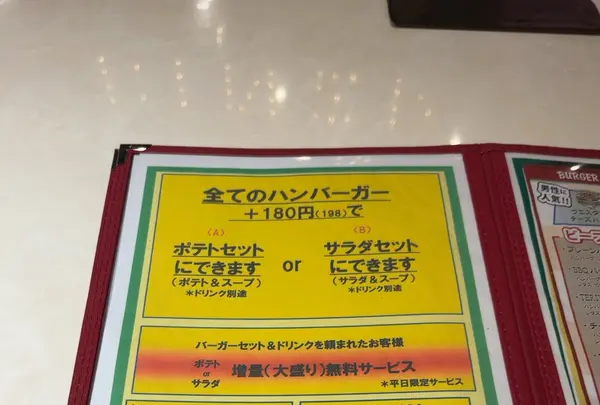 全てのハンバーガー
＋180円(198)で
(A)
ポテトセット
にできます
(ポテト＆スープ)
＊ドリンク別途
or
(B)
サラダセット
にできます
(サラダ＆スープ)
＊ドリンク別途
バーガーセット＆ドリンクを頼まれたお客様
ポテト
or
サラダ
増量(大盛り)無料サービス
＊平日限定サービス
BURGER
男性に
人気!!